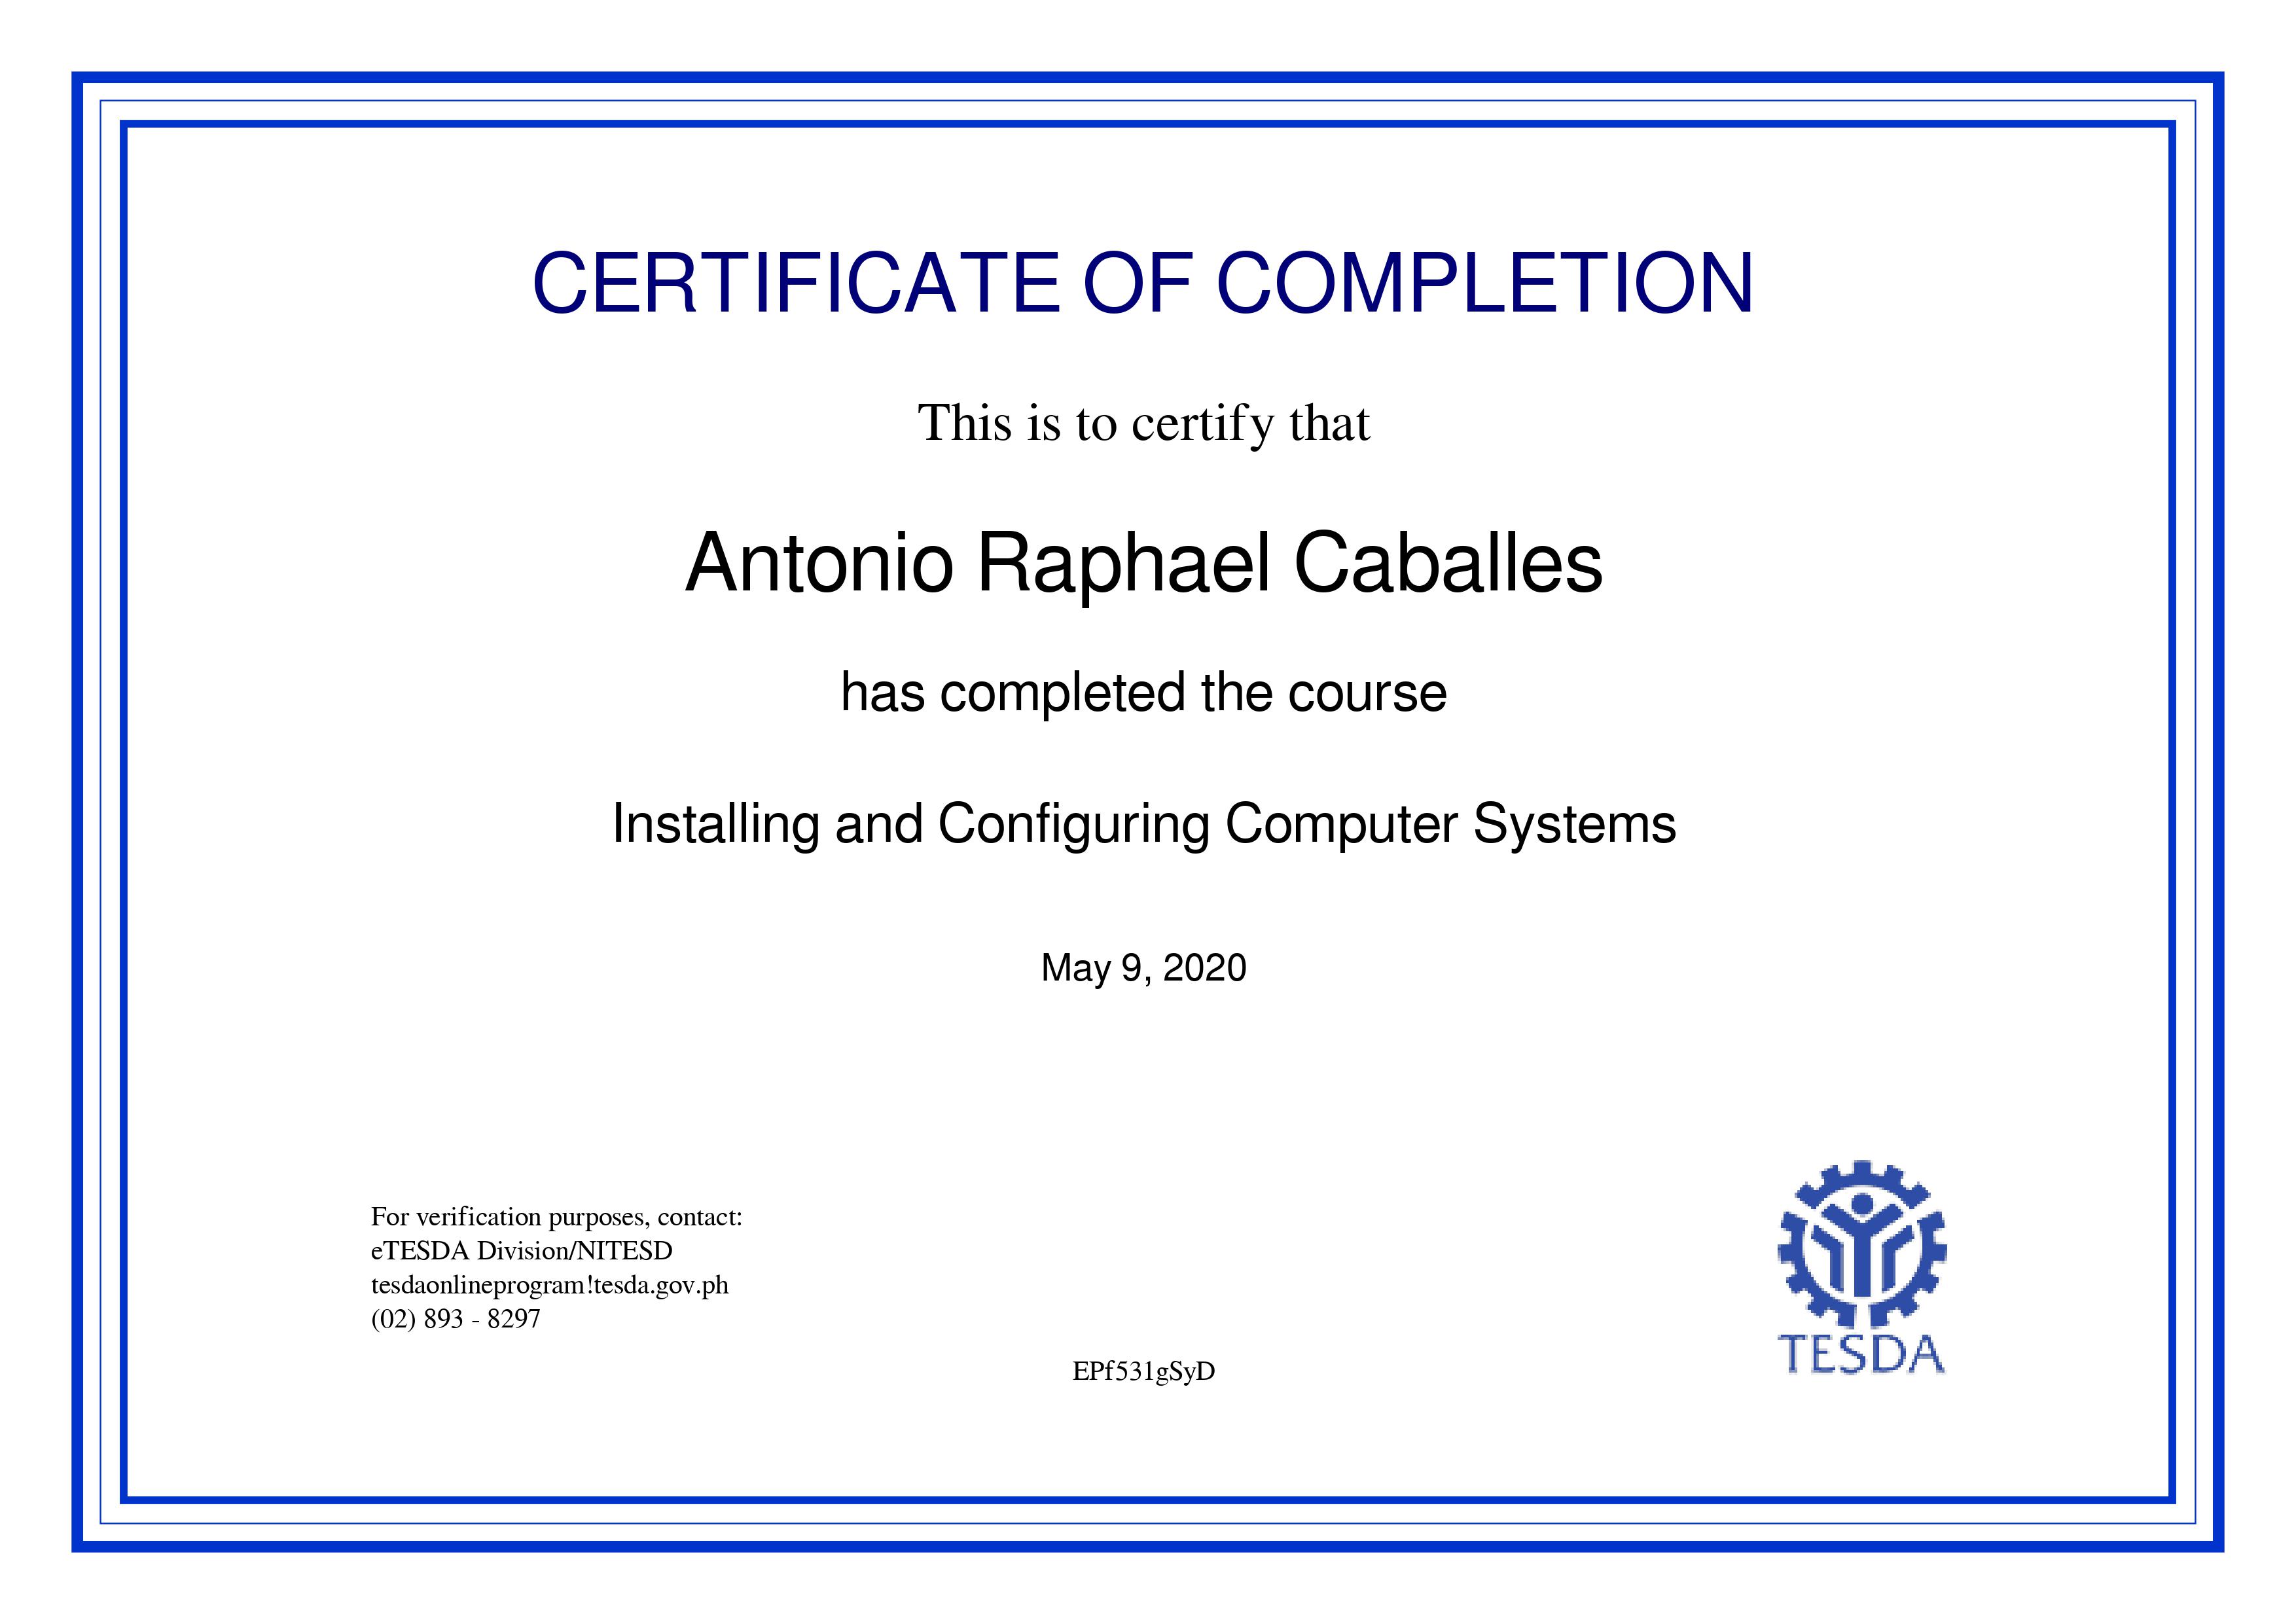 CERTIFICATE OF COMPLETION
This is to certify that
Antonio Raphael Caballes
has completed the course
Installing and Configuring Computer Systems
May 9, 2020
For verification purposes, contact:
eTESDA Division/NITESD
tesdaonlineprogram!tesda.gov.ph
(02) 893 - 8297
EPf531gSyD
TESDA